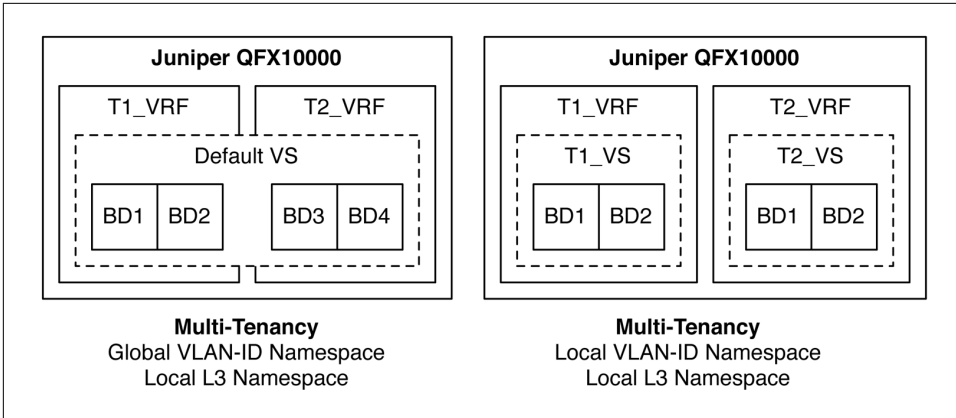 Juniper QFX10000
T1_VRF
T2_VRF
Default VS
BD1
BD2
BD3
BD4
Multi-Tenancy
Global VLAN-ID Namespace
Local L3 Namespace
Juniper QFX10000
T1_VRF
T2_VRF
T1_VS
T2_VS
BD1
BD2
BD1
BD2
Multi-Tenancy
Local VLAN-ID Namespace
Local L3 Namespace